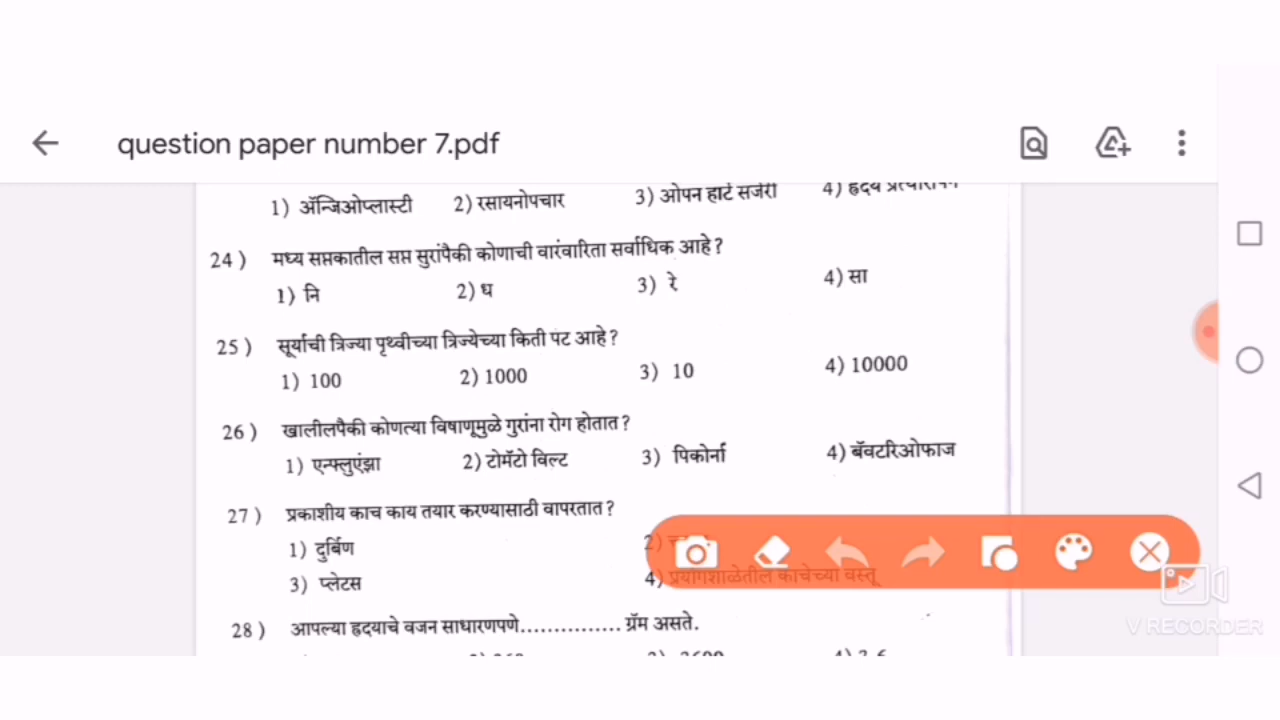 question paper number 7.pdf
1) ॲन्जिओप्लास्टी 2) रसायनोपचार 3) ओपन हार्ट सर्जरी 4) हृदय
24) मध्य सप्तकातील सप्त सुरांपैकी कोणाची वारंवारिता सर्वाधिक आहे?
1) नि 2) ध 3) रे 4) सा
25) सूर्याची त्रिज्या पृथ्वीच्या त्रिज्येच्या किती पट आहे?
1) 100 2) 1000 3) 10 4) 10000
26) खालीलपैकी कोणत्या विषाणूमुळे गुरांना रोग होतात?
1) एन्फ्लुएंझा 2) टोमॅटो विल्ट 3) पिकोर्ना 4) बॅक्टरिओफाज
27) प्रकाशीय काच काय तयार करण्यासाठी वापरतात?
1) दुर्बिण 2)
3) प्लेटस 4) प्रयोगशाळेतील काचेच्या वस्तू
28) आपल्या हृदयाचे वजन साधारणपणे............... ग्रॅम असते.
V RECORDER